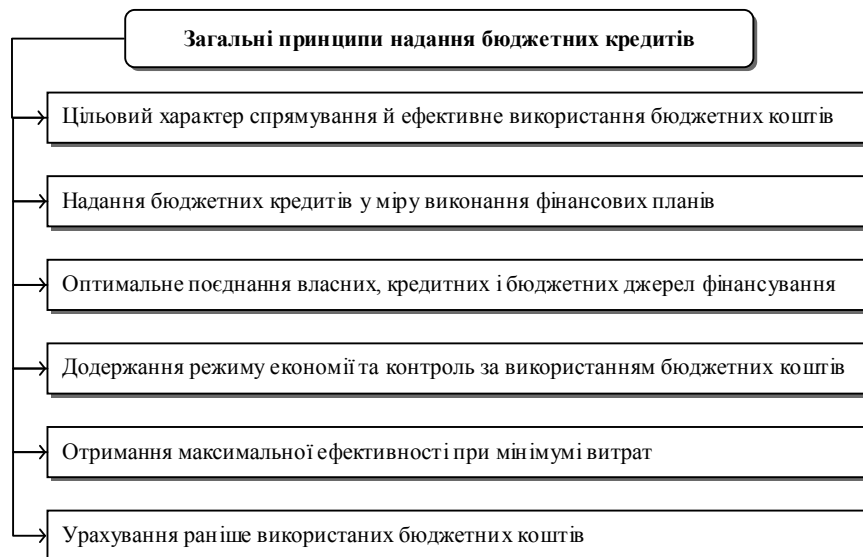 Загальні принципи надання бюджетних кредитів
Цільовий характер спрямування й ефективне використання бюджетних коштів
Надання бюджетних кредитів у міру виконання фінансових планів
Оптимальне поєднання власних, кредитних і бюджетних джерел фінансування
Додержання режиму економії та контроль за використанням бюджетних коштів
Отримання максимальної ефективності при мінімумі витрат
Урахування раніше використаних бюджетних коштів